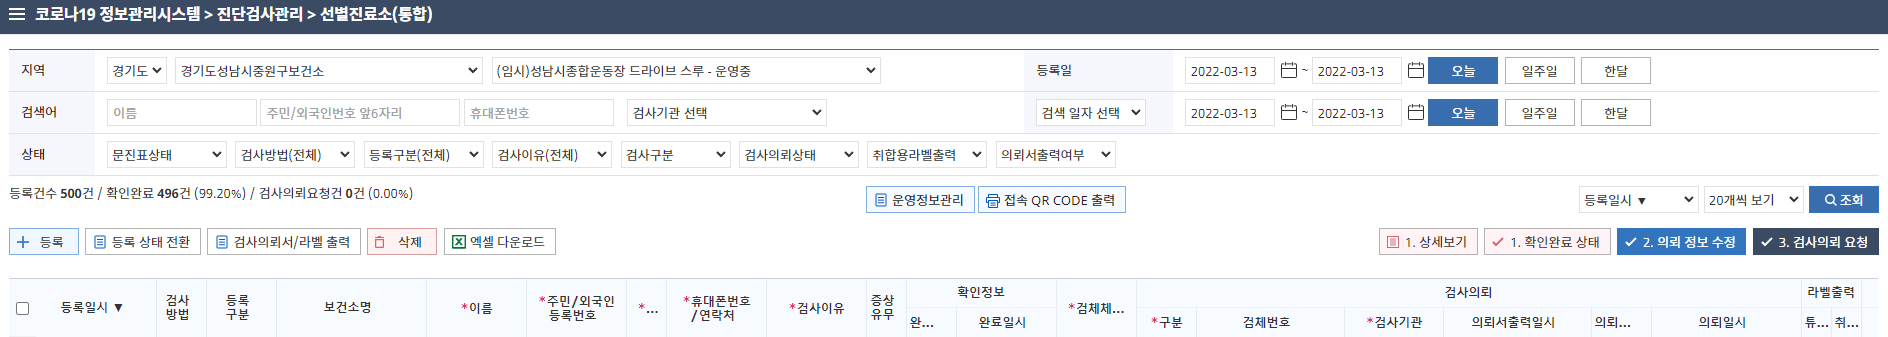 코로나19 정보관리시스템 > 진단검사관리 > 선별진료소(통합)
지역 경기도 경기도성남시중원구보건소 (임시)성남시종합운동장 드라이브 스루 - 운영중 등록일 2022-03-13 ~ 2022-03-13 오늘 일주일 한달
검색어 이름 주민/외국인번호 앞6자리 휴대폰번호 검사기관 선택 검색 일자 선택 2022-03-13 ~ 2022-03-13 오늘 일주일 한달
상태 문진표상태 검사방법(전체) 등록구분(전체) 검사이유(전체) 검사구분 검사의뢰상태 취합용라벨출력 의뢰서출력여부
등록건수 500건 / 확인완료 496건 (99.20%) / 검사의뢰요청건 0건 (0.00%) 운영정보관리 접속 QR CODE 출력 등록일시 ▼ 20개씩 보기 조회
등록 등록 상태 전환 검사의뢰서/라벨 출력 삭제 엑셀 다운로드 1. 상세보기 1. 확인완료 상태 2. 의뢰 정보 수정 3. 검사의뢰 요청
등록일시 ▼ 검사 방법 등록 구분 보건소명 *이름 *주민/외국인 등록번호 *... *휴대폰번호 /연락처 *검사이유 증상 유무 확인정보 *검체체... 검사의뢰 라벨출력
완... 완료일시 *구분 검체번호 *검사기관 의뢰서출력일시 의뢰... 의뢰일시 튜... 취...